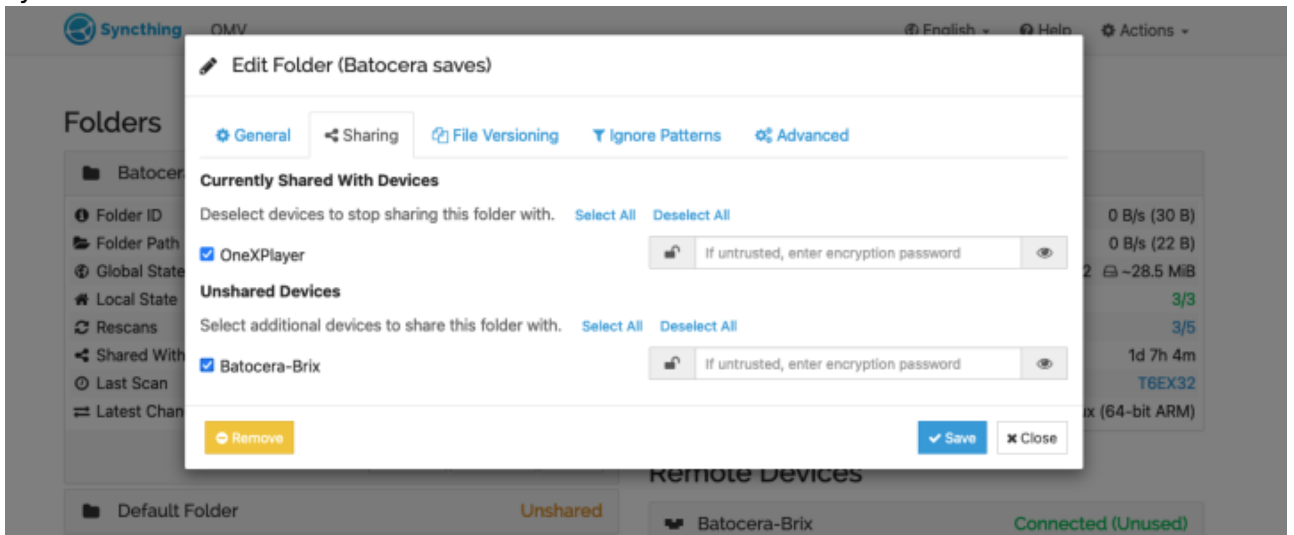 Syncthing OMV English Help Actions
Edit Folder (Batocera saves)
Folders
General Sharing File Versioning Ignore Patterns Advanced
Batocer
Currently Shared With Devices
Folder ID
Deselect devices to stop sharing this folder with. Select All Deselect All
0 B/s (30 B)
Folder Path
OneXPlayer
If untrusted, enter encryption password
0 B/s (22 B)
Global State
2 ~28.5 MiB
Local State
Unshared Devices
3/3
Rescans
Select additional devices to share this folder with. Select All Deselect All
3/5
Shared With
Batocera-Brix
If untrusted, enter encryption password
1d 7h 4m
Last Scan
T6EX32
Latest Chan
ux (64-bit ARM)
Remove
Save
Close
Remote Devices
Default Folder Unshared
Batocera-Brix Connected (Unused)